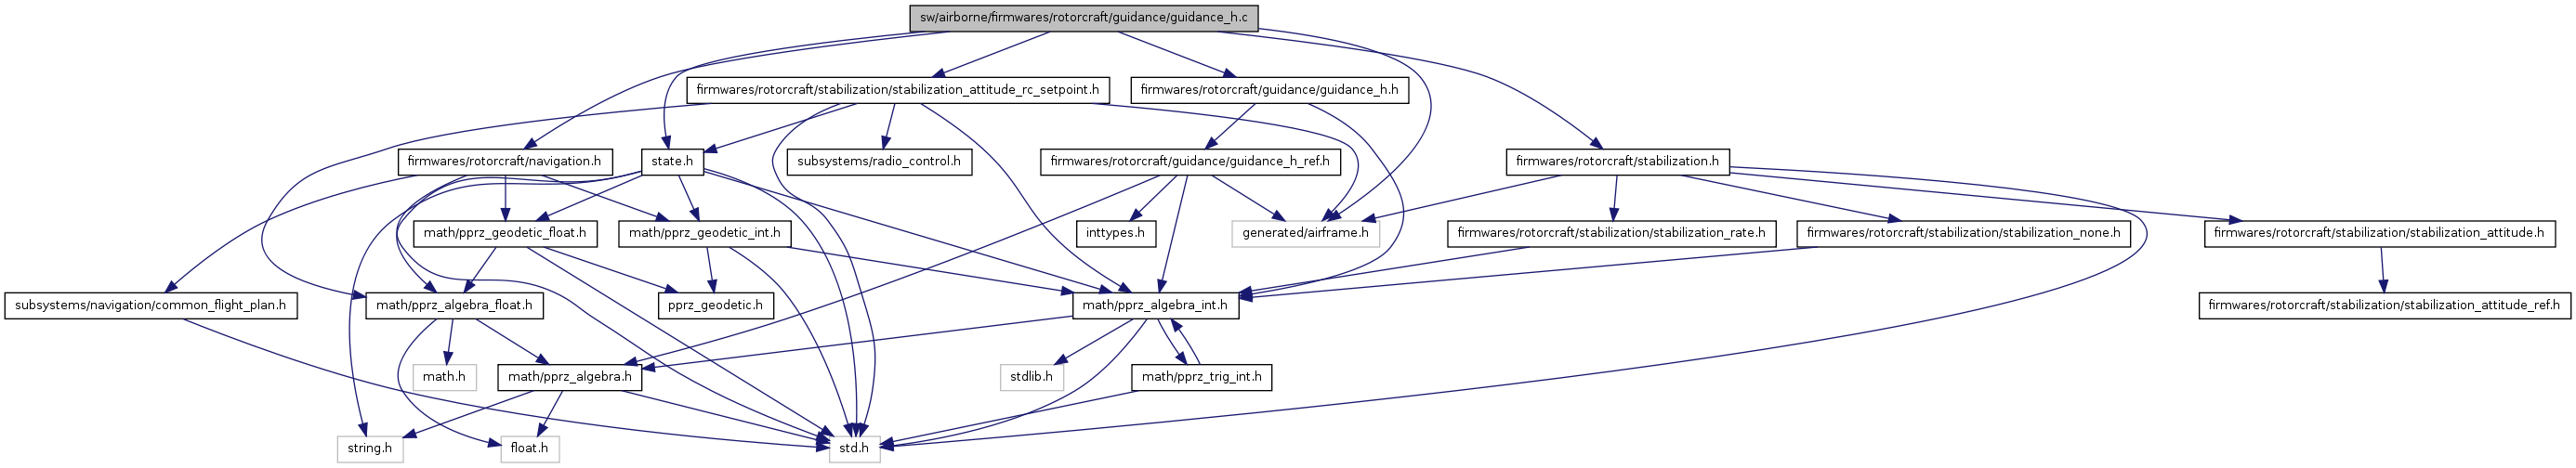 sw/airborne/firmwares/rotorcraft/guidance/guidance_h.c
firmwares/rotorcraft/stabilization/stabilization_attitude_rc_setpoint.h
firmwares/rotorcraft/guidance/guidance_h.h
firmwares/rotorcraft/navigation.h
state.h
subsystems/radio_control.h
firmwares/rotorcraft/guidance/guidance_h_ref.h
firmwares/rotorcraft/stabilization.h
math/pprz_geodetic_float.h
math/pprz_geodetic_int.h
inttypes.h
generated/airframe.h
firmwares/rotorcraft/stabilization/stabilization_rate.h
firmwares/rotorcraft/stabilization/stabilization_none.h
firmwares/rotorcraft/stabilization/stabilization_attitude.h
subsystems/navigation/common_flight_plan.h
math/pprz_algebra_float.h
pprz_geodetic.h
math/pprz_algebra_int.h
firmwares/rotorcraft/stabilization/stabilization_attitude_ref.h
math.h
math/pprz_algebra.h
stdlib.h
math/pprz_trig_int.h
string.h
float.h
std.h